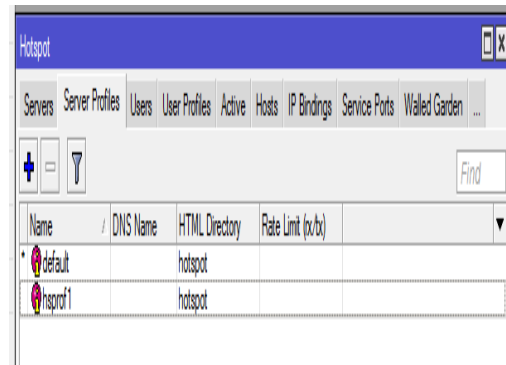 Hotspot
Servers Server Profiles Users User Profiles Active Hosts IP Bindings Service Ports Walled Garden ...
Find
Name DNS Name HTML Directory Rate Limit (rx/tx)
* default hotspot
hsprof1 hotspot